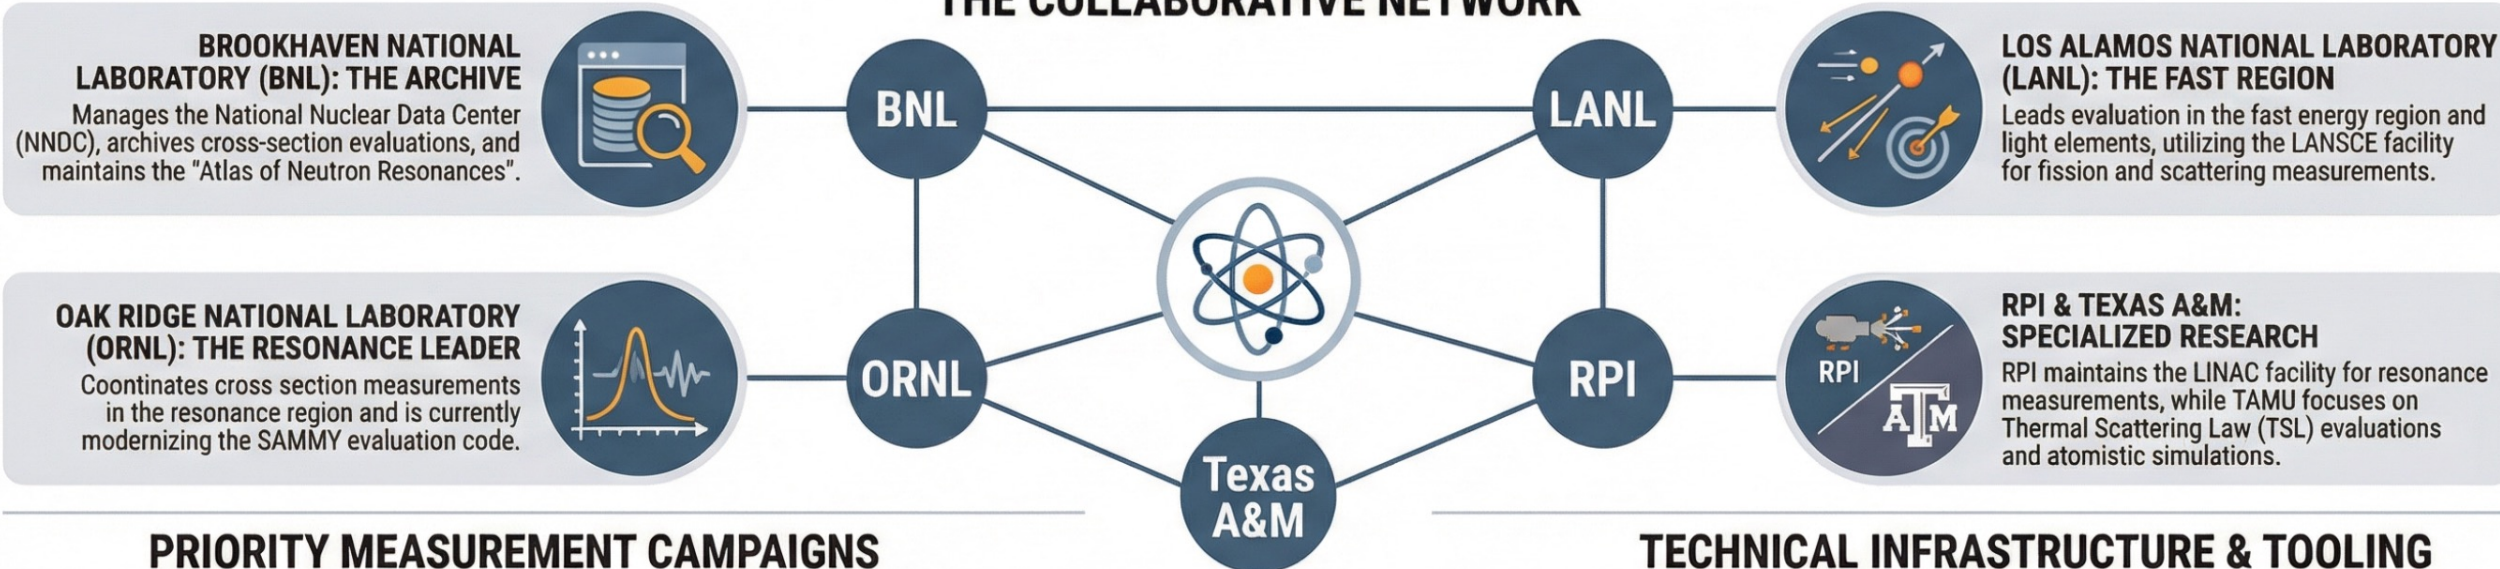 THE COLLABORATIVE NETWORK
BROOKHAVEN NATIONAL
LABORATORY (BNL): THE ARCHIVE
Manages the National Nuclear Data Center
(NNDC), archives cross-section evaluations, and
maintains the "Atlas of Neutron Resonances".
BNL
LANL
LOS ALAMOS NATIONAL LABORATORY
(LANL): THE FAST REGION
Leads evaluation in the fast energy region and
light elements, utilizing the LANSCE facility
for fission and scattering measurements.
OAK RIDGE NATIONAL LABORATORY
(ORNL): THE RESONANCE LEADER
Coontinates cross section measurements
in the resonance region and is currently
modernizing the SAMMY evaluation code.
ORNL
RPI
Texas
A&M
RPI
ATM
RPI & TEXAS A&M:
SPECIALIZED RESEARCH
RPI maintains the LINAC facility for resonance
measurements, while TAMU focuses on
Thermal Scattering Law (TSL) evaluations
and atomistic simulations.
PRIORITY MEASUREMENT CAMPAIGNS
TECHNICAL INFRASTRUCTURE & TOOLING